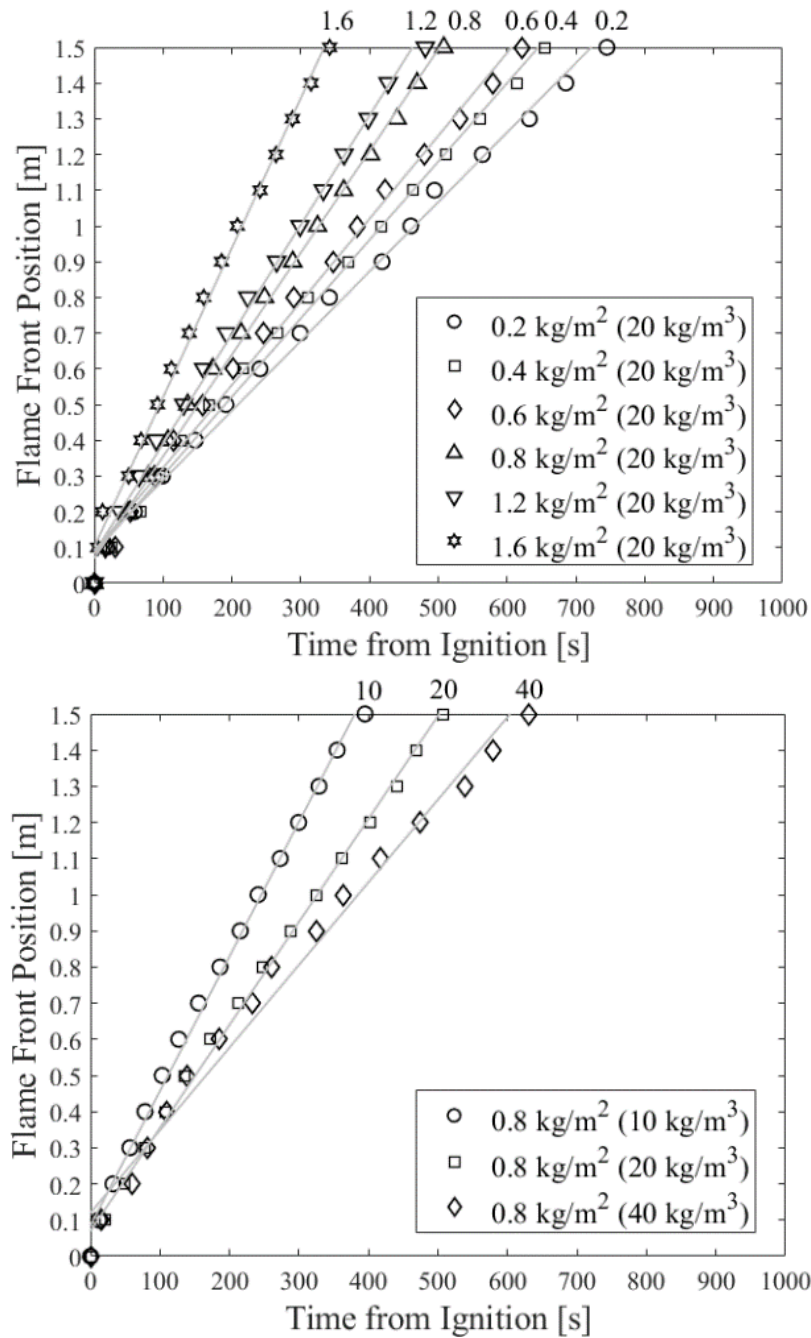 1.6 1.2 0.8 0.6 0.4 0.2
1.5
1.4
1.3
1.2
1.1
1
0.9
0.8
0.7
0.6
0.5
0.4
0.3
0.2
0.1
0
Flame Front Position [m]
0.2 kg/m² (20 kg/m³)
0.4 kg/m² (20 kg/m³)
0.6 kg/m² (20 kg/m³)
0.8 kg/m² (20 kg/m³)
1.2 kg/m² (20 kg/m³)
1.6 kg/m² (20 kg/m³)
0 100 200 300 400 500 600 700 800 900 1000
Time from Ignition [s]
10 20 40
1.5
1.4
1.3
1.2
1.1
1
0.9
0.8
0.7
0.6
0.5
0.4
0.3
0.2
0.1
0
Flame Front Position [m]
0.8 kg/m² (10 kg/m³)
0.8 kg/m² (20 kg/m³)
0.8 kg/m² (40 kg/m³)
0 100 200 300 400 500 600 700 800 900 1000
Time from Ignition [s]